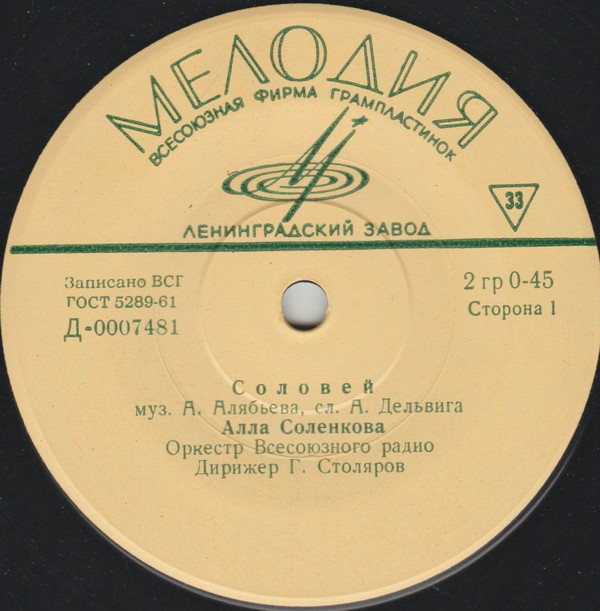 МЕЛОДИЯ
ВСЕСОЮЗНАЯ ФИРМА ГРАМПЛАСТИНОК
33
ЛЕНИНГРАДСКИЙ ЗАВОД
Записано ВСГ
ГОСТ 5289-61
Д-0007481
2 гр 0-45
Сторона 1
Соловей
муз. А. Алябьева, сл. А. Дельвига
Алла Соленкова
Оркестр Всесоюзного радио
Дирижер Г. Столяров